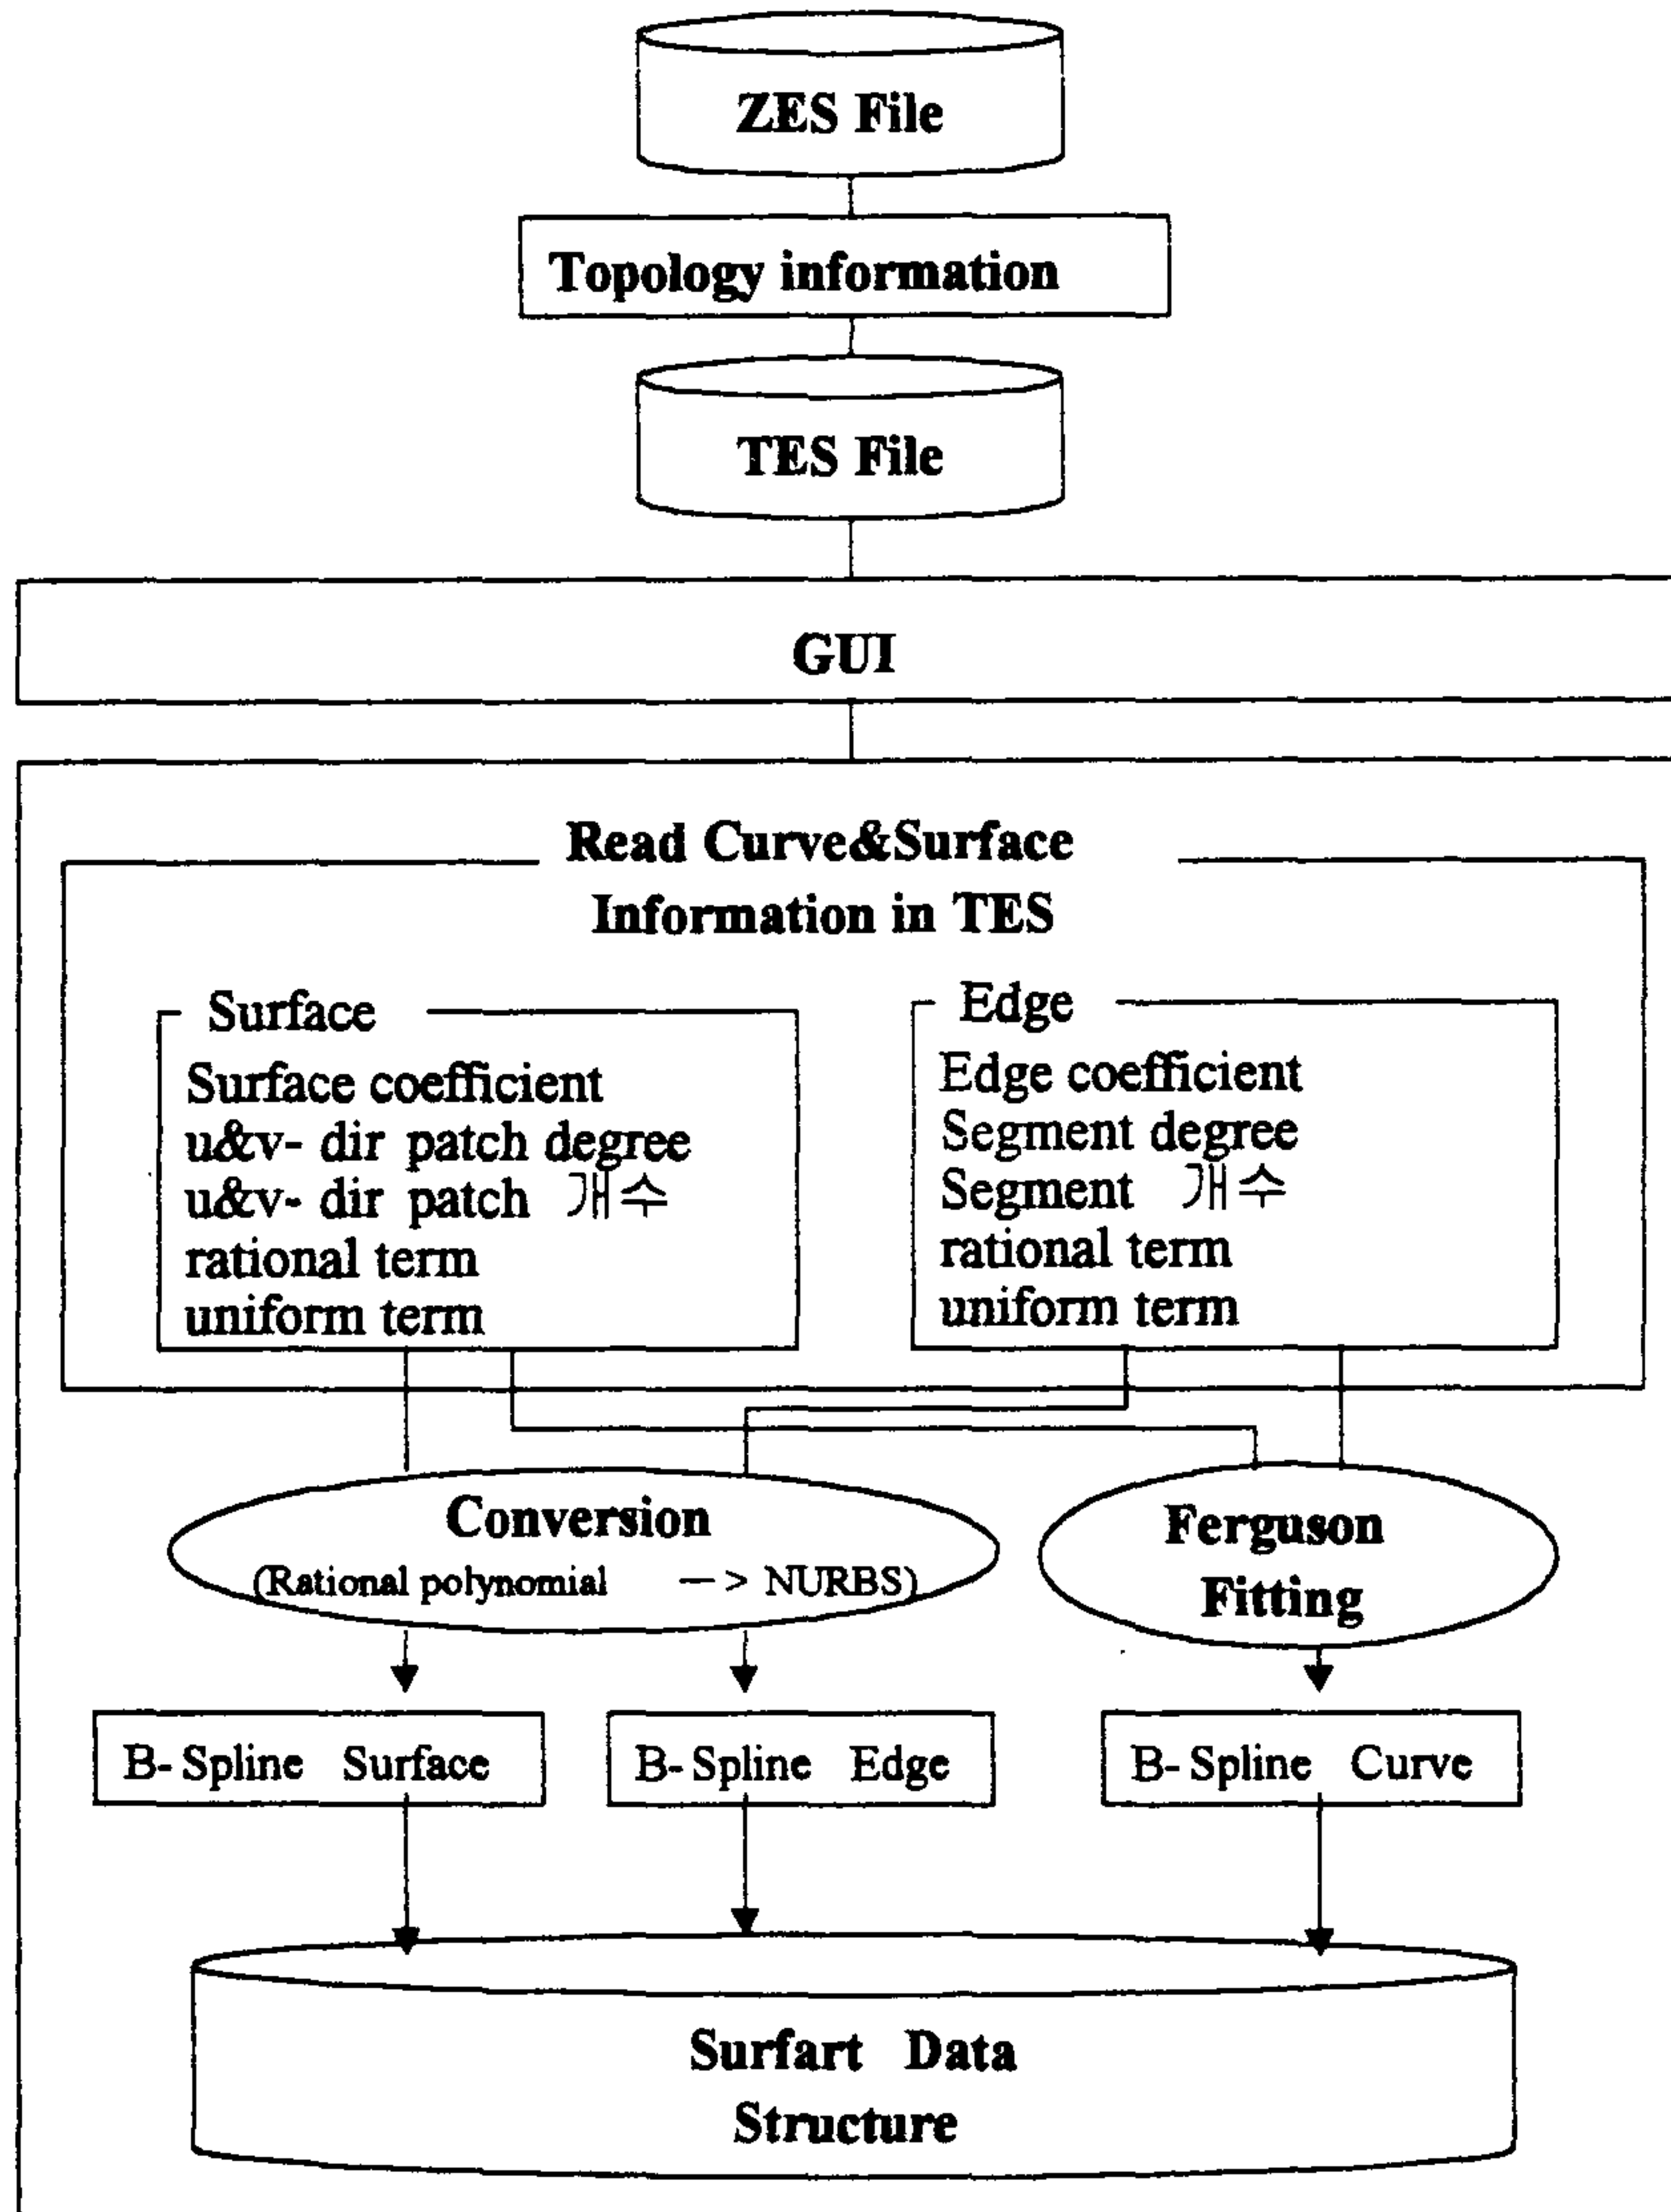 ZES File
Topology information
TES File
GUI
Read Curve&Surface
Information in TES
Surface
Surface coefficient
u&v- dir patch degree
u&v- dir patch 개수
rational term
uniform term
Edge
Edge coefficient
Segment degree
Segment 개수
rational term
uniform term
Conversion
(Rational polynomial —> NURBS)
Ferguson
Fitting
B- Spline Surface
B- Spline Edge
B- Spline Curve
Surfart Data
Structure